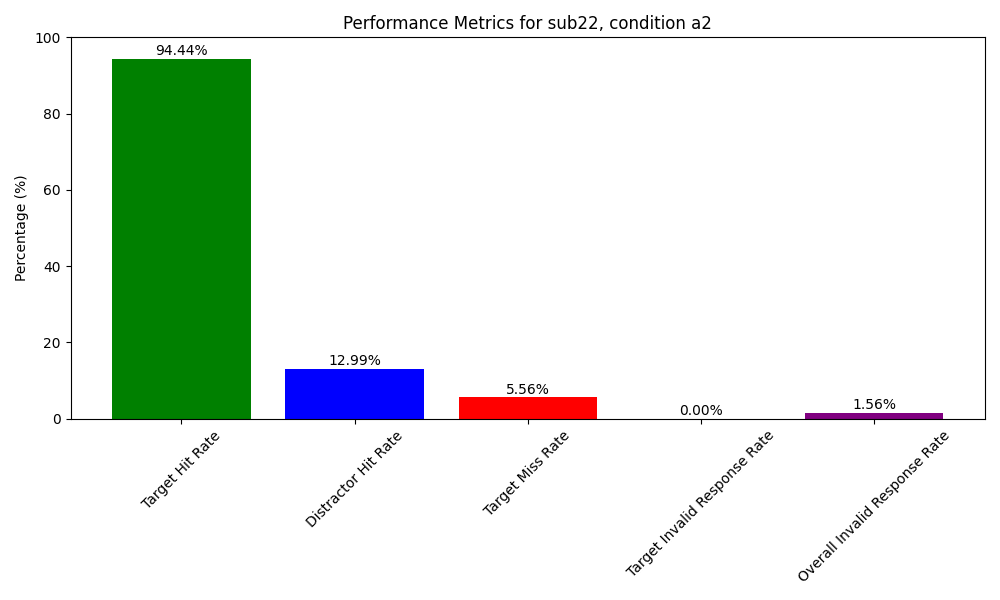 Performance Metrics for sub22, condition a2
Percentage (%)
100
80
60
40
20
0
94.44%
12.99%
5.56%
0.00%
1.56%
Target Hit Rate
Distractor Hit Rate
Target Miss Rate
Target Invalid Response Rate
Overall Invalid Response Rate